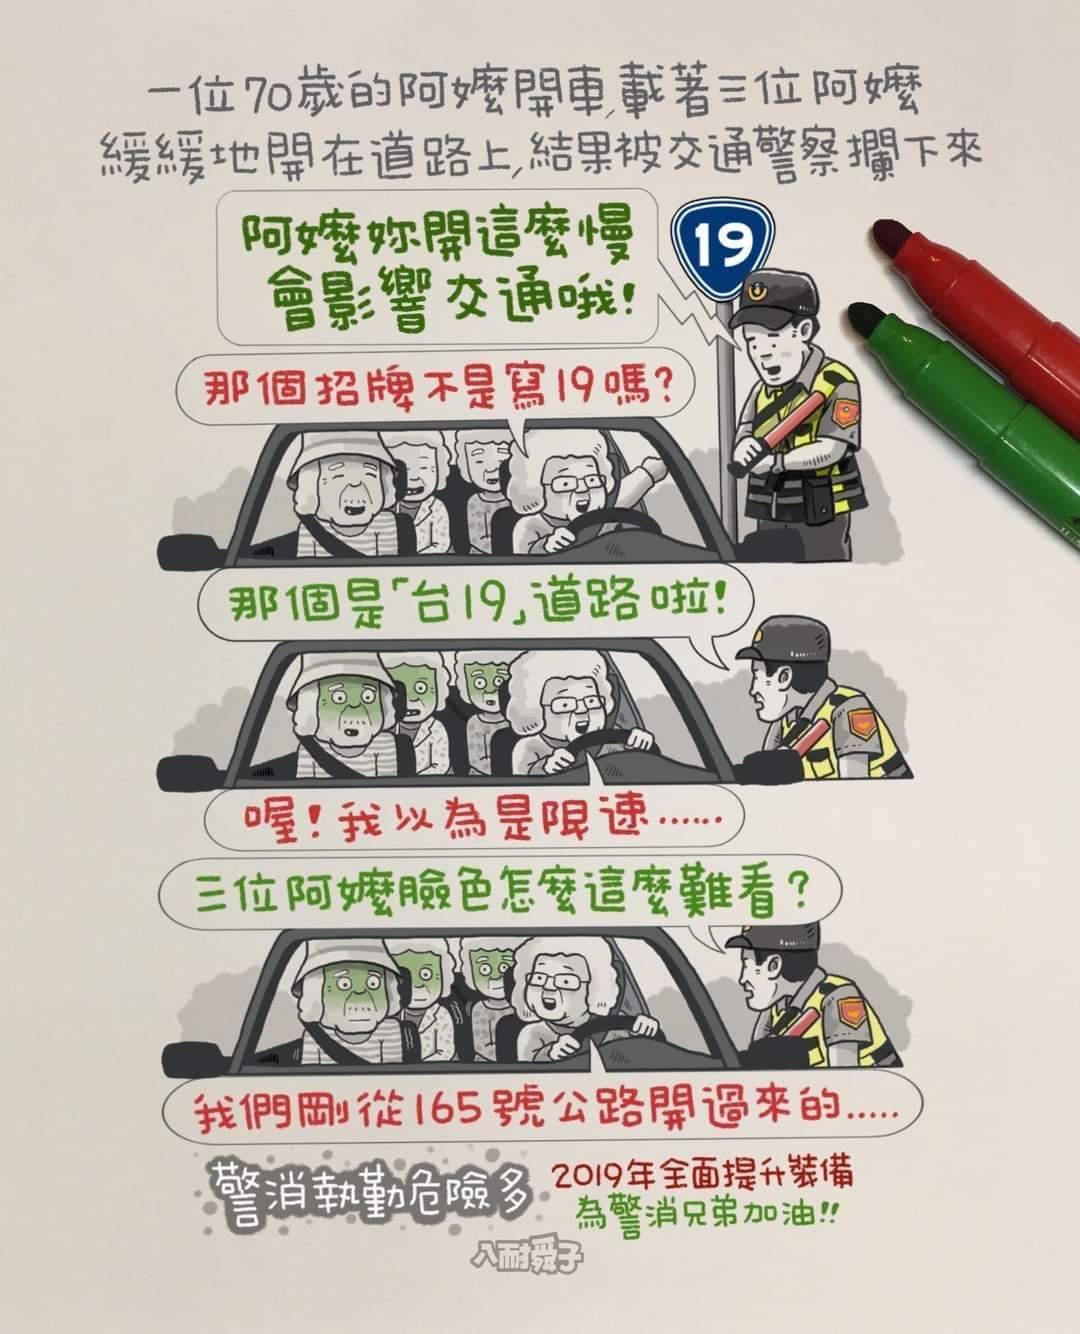 一位70歲的阿嬤開車,載著三位阿嬤
緩緩地開在道路上,結果被交通警察攔下來
阿嬤妳開這麼慢
會影響交通哦!
19
那個招牌不是寫19嗎?
那個是「台19」道路啦!
喔!我以為是限速......
三位阿嬤臉色怎麼這麼難看?
我們剛從165號公路開過來的.....
警消執勤危險多
2019年全面提升裝備
為警消兄弟加油!!
八耐舜子